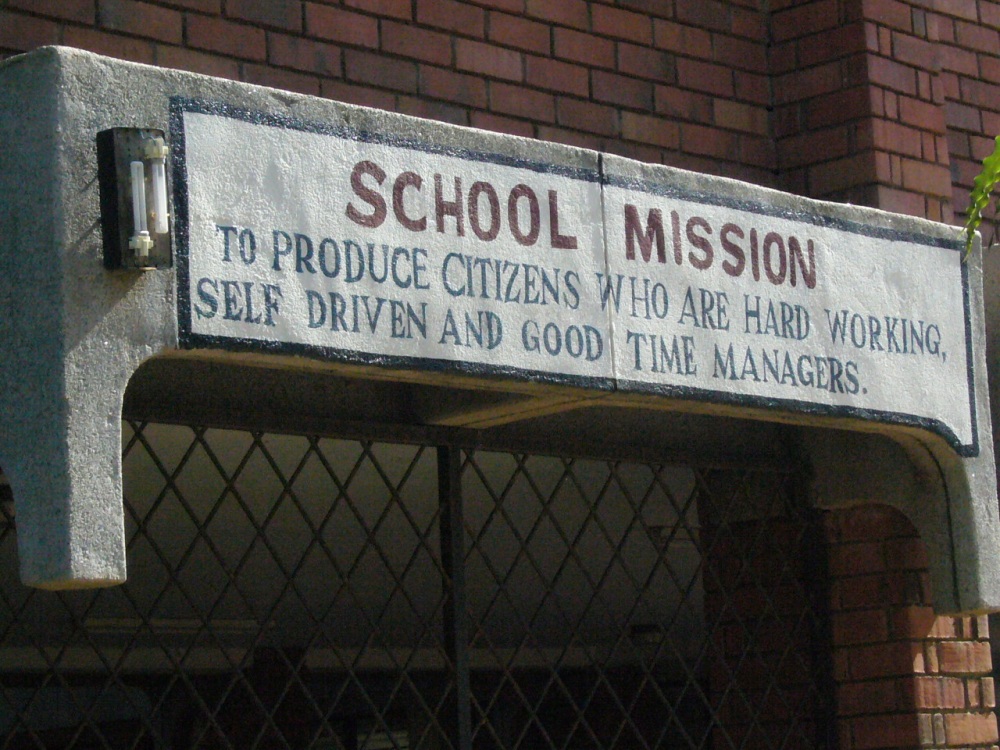 SCHOOL MISSION
TO PRODUCE CITIZENS WHO ARE HARD WORKING,
SELF DRIVEN AND GOOD TIME MANAGERS.